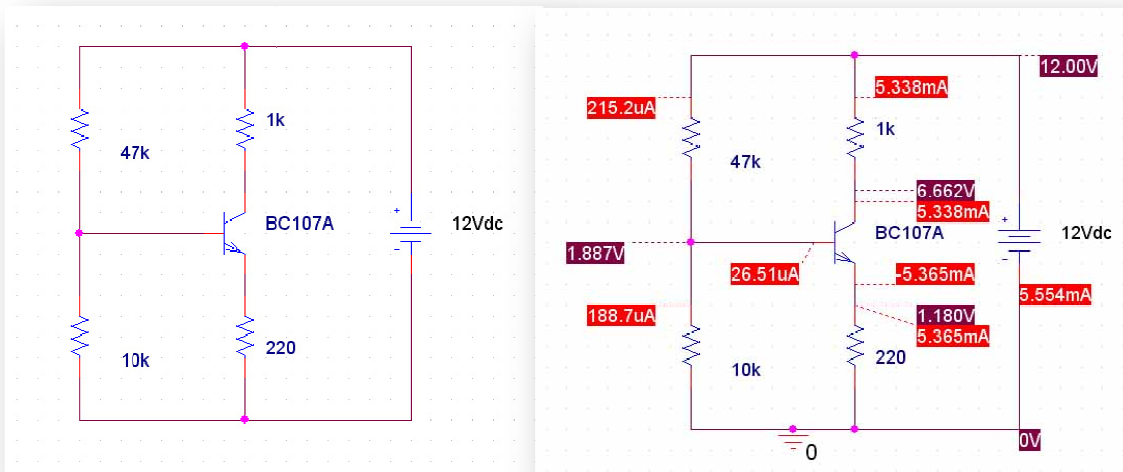 1k
47k
BC107A
12Vdc
+
-
10k
220
12.00V
5.338mA
215.2uA
1k
47k
6.662V
5.338mA
BC107A
+
12Vdc
-
1.887V
26.51uA
-5.365mA
5.554mA
188.7uA
1.180V
5.365mA
10k
220
0V
0